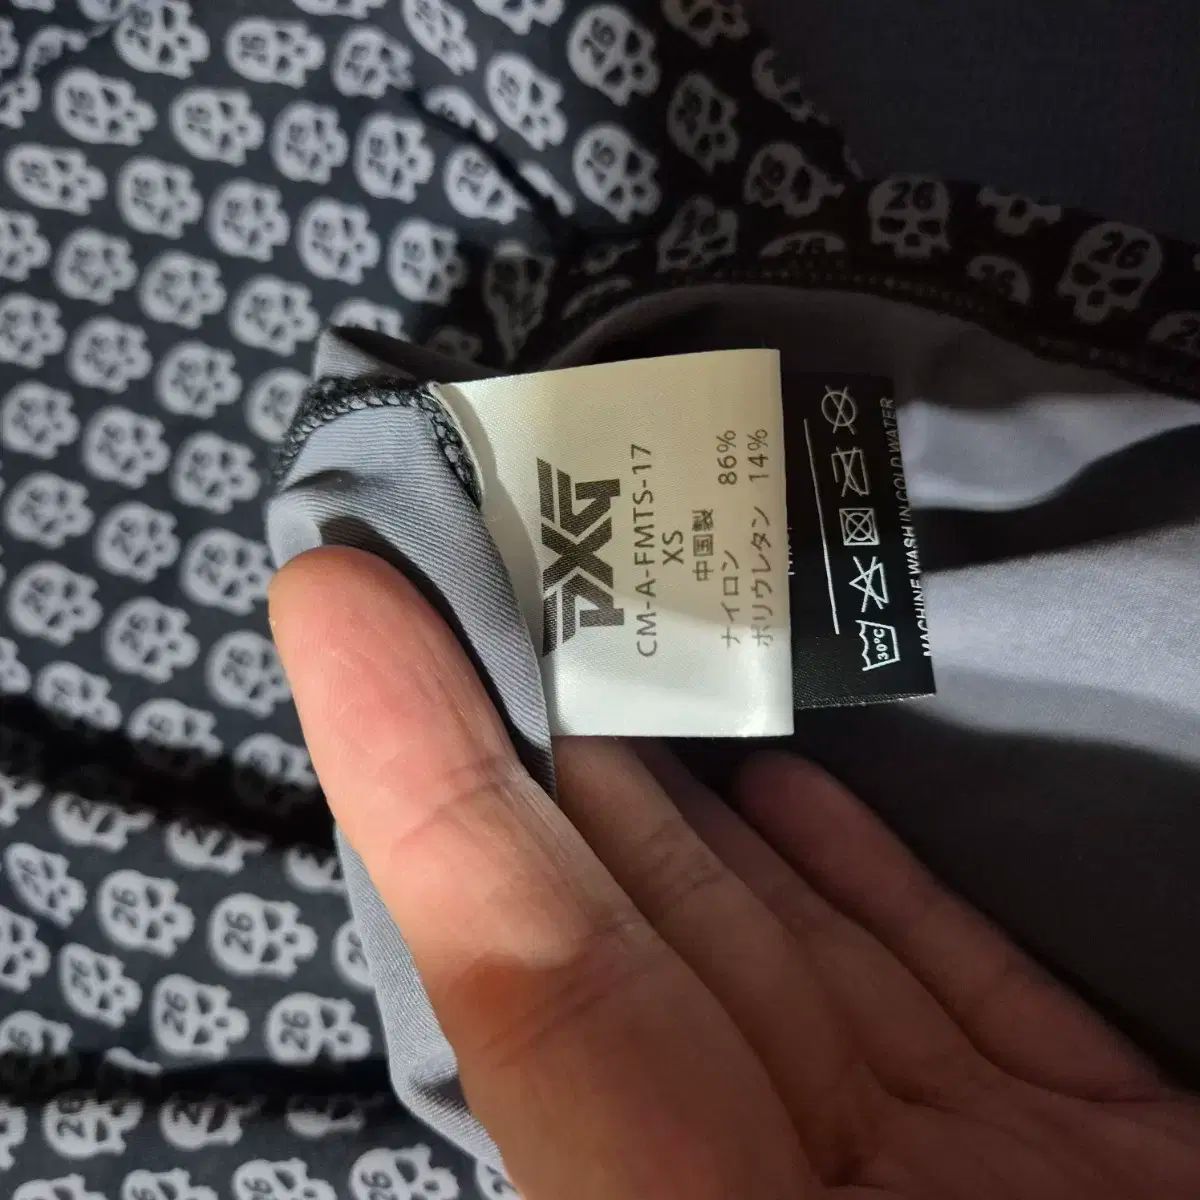 PXG
CM-A-FMTS-17
XS
中国製
ナイロン 86%
ポリウレタン 14%
30°C
MACHINE WASH IN COLD WATER
26